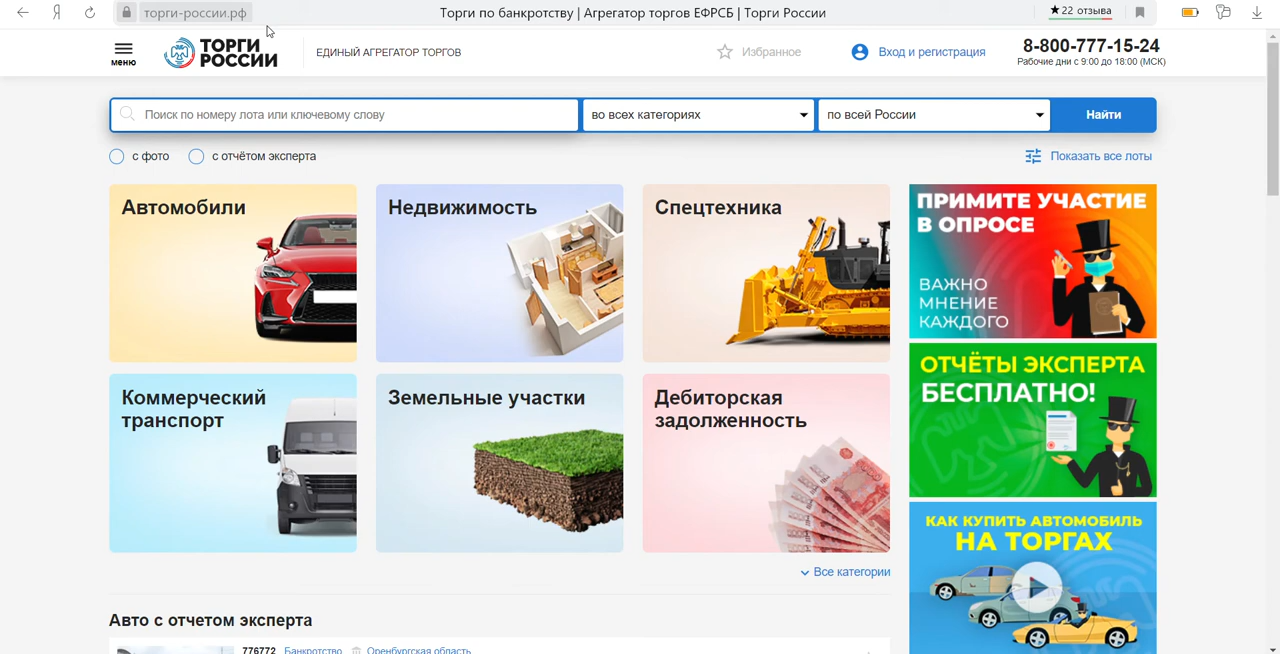 торги-россии.рф
Торги по банкротству | Агрегатор торгов ЕФРСБ | Торги России
★22 отзыва
меню
ТОРГИ
РОССИИ
ЕДИНЫЙ АГРЕГАТОР ТОРГОВ
Избранное
Вход и регистрация
8-800-777-15-24
Рабочие дни с 9:00 до 18:00 (МСК)
Поиск по номеру лота или ключевому слову
во всех категориях
по всей России
Найти
с фото
с отчётом эксперта
Показать все лоты
Автомобили
Недвижимость
Спецтехника
ПРИМИТЕ УЧАСТИЕ
В ОПРОСЕ
ВАЖНО
МНЕНИЕ
КАЖДОГО
Коммерческий
транспорт
Земельные участки
Дебиторская
задолженность
ОТЧЁТЫ ЭКСПЕРТА
БЕСПЛАТНО!
КАК КУПИТЬ АВТОМОБИЛЬ
НА ТОРГАХ
Все категории
Авто с отчетом эксперта
776772 Банкротство Оренбургская область